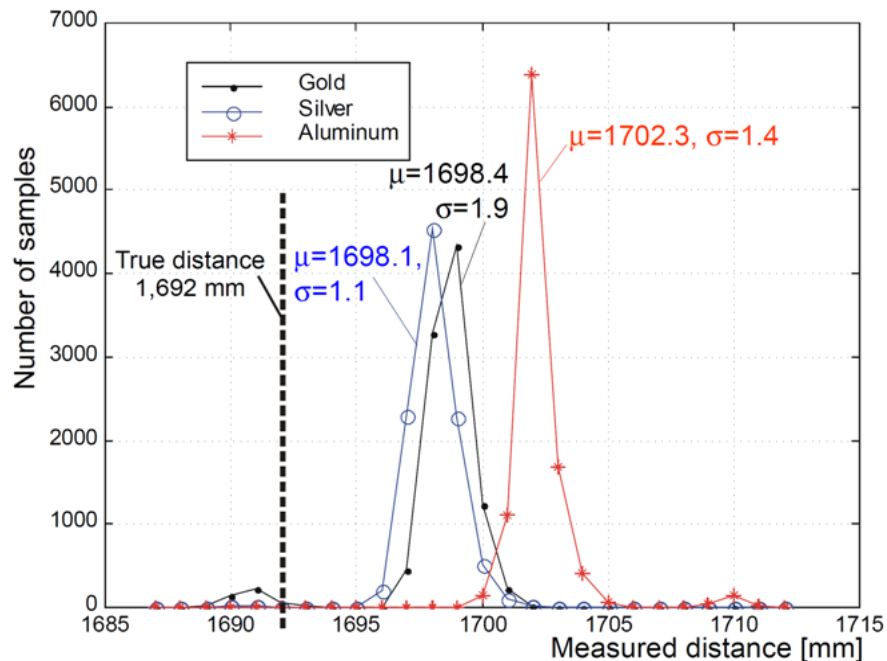 7000
6000
5000
4000
3000
2000
1000
0
Number of samples
Gold
Silver
Aluminum
μ=1702.3, σ=1.4
μ=1698.4
σ=1.9
μ=1698.1,
σ=1.1
True distance
1,692 mm
1685
1690
1695
1700
1705
1710
1715
Measured distance [mm]